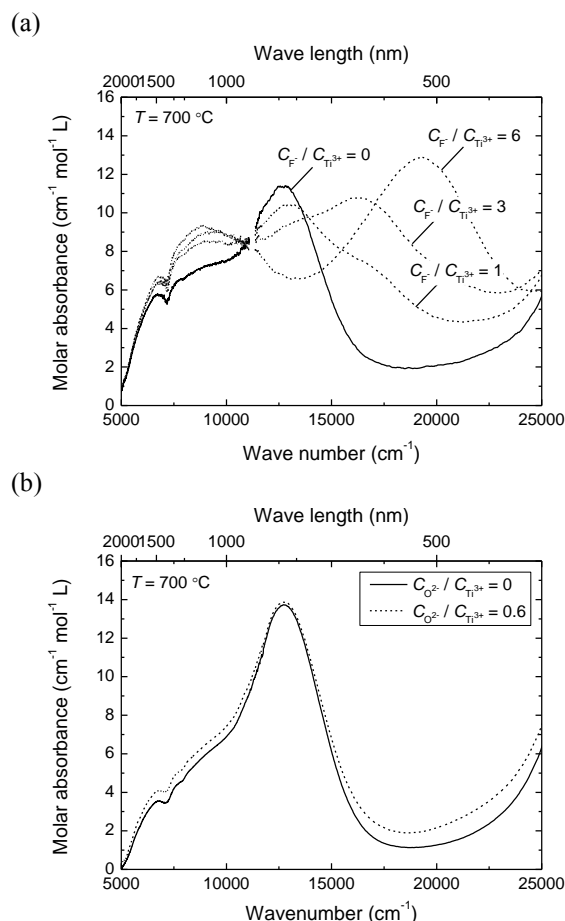 (a)
Wave length (nm)
2000 1500 1000 500
T = 700 °C
C_F⁻ / C_Ti³⁺ = 0
C_F⁻ / C_Ti³⁺ = 6
C_F⁻ / C_Ti³⁺ = 3
C_F⁻ / C_Ti³⁺ = 1
Molar absorbance (cm⁻¹ mol⁻¹ L)
16
14
12
10
8
6
4
2
0
5000 10000 15000 20000 25000
Wave number (cm⁻¹)
(b)
Wave length (nm)
2000 1500 1000 500
T = 700 °C
C_O²⁻ / C_Ti³⁺ = 0
C_O²⁻ / C_Ti³⁺ = 0.6
Molar absorbance (cm⁻¹ mol⁻¹ L)
16
14
12
10
8
6
4
2
0
5000 10000 15000 20000 25000
Wavenumber (cm⁻¹)